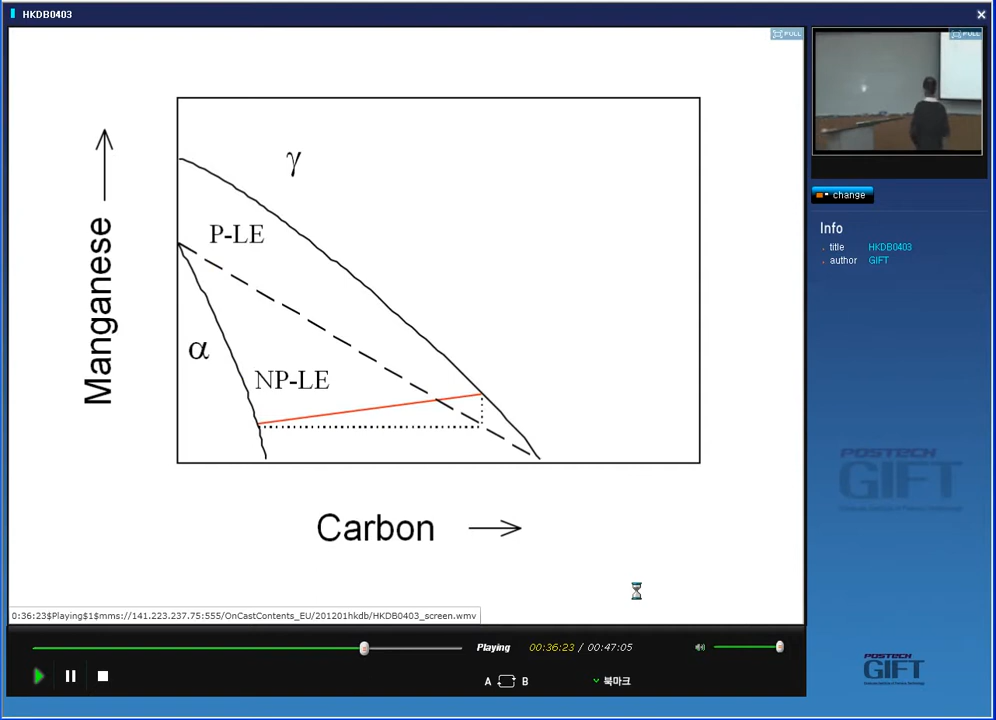 HKDB0403
FULL
FULL
γ
Manganese
P-LE
α
NP-LE
Carbon
change
Info
title HKDB0403
author GIFT
POSTECH
GIFT
0:36:23$Playing$1$mms://141.223.237.75:555/OnCastContents_EU/201201hkdb/HKDB0403_screen.wmv
Playing 00:36:23 / 00:47:05
A B 북마크
POSTECH
GIFT